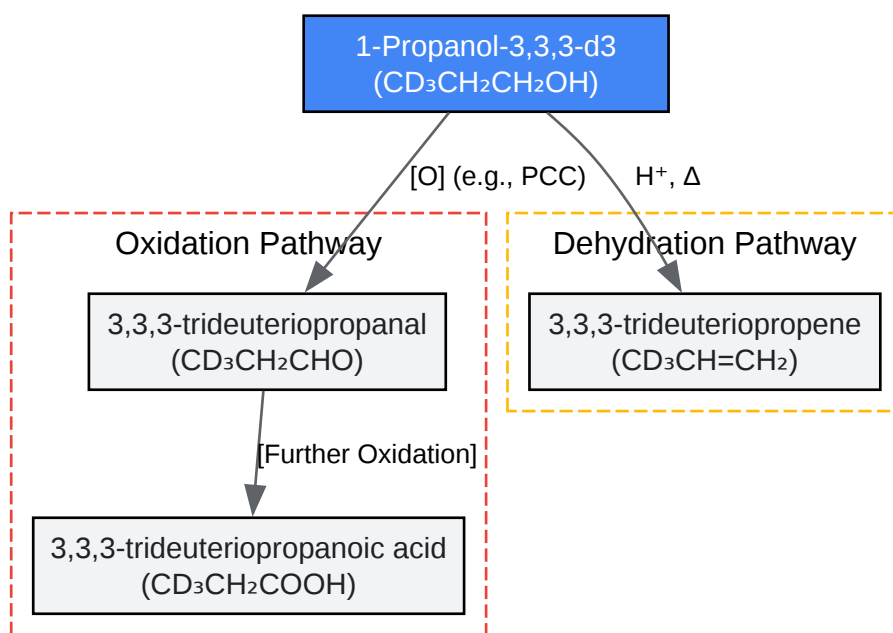 1-Propanol-3,3,3-d3
(CD₃CH₂CH₂OH)
[O] (e.g., PCC)
H⁺, Δ
Oxidation Pathway
Dehydration Pathway
3,3,3-trideuteriopropanal
(CD₃CH₂CHO)
3,3,3-trideuteriopropene
(CD₃CH=CH₂)
[Further Oxidation]
3,3,3-trideuteriopropanoic acid
(CD₃CH₂COOH)